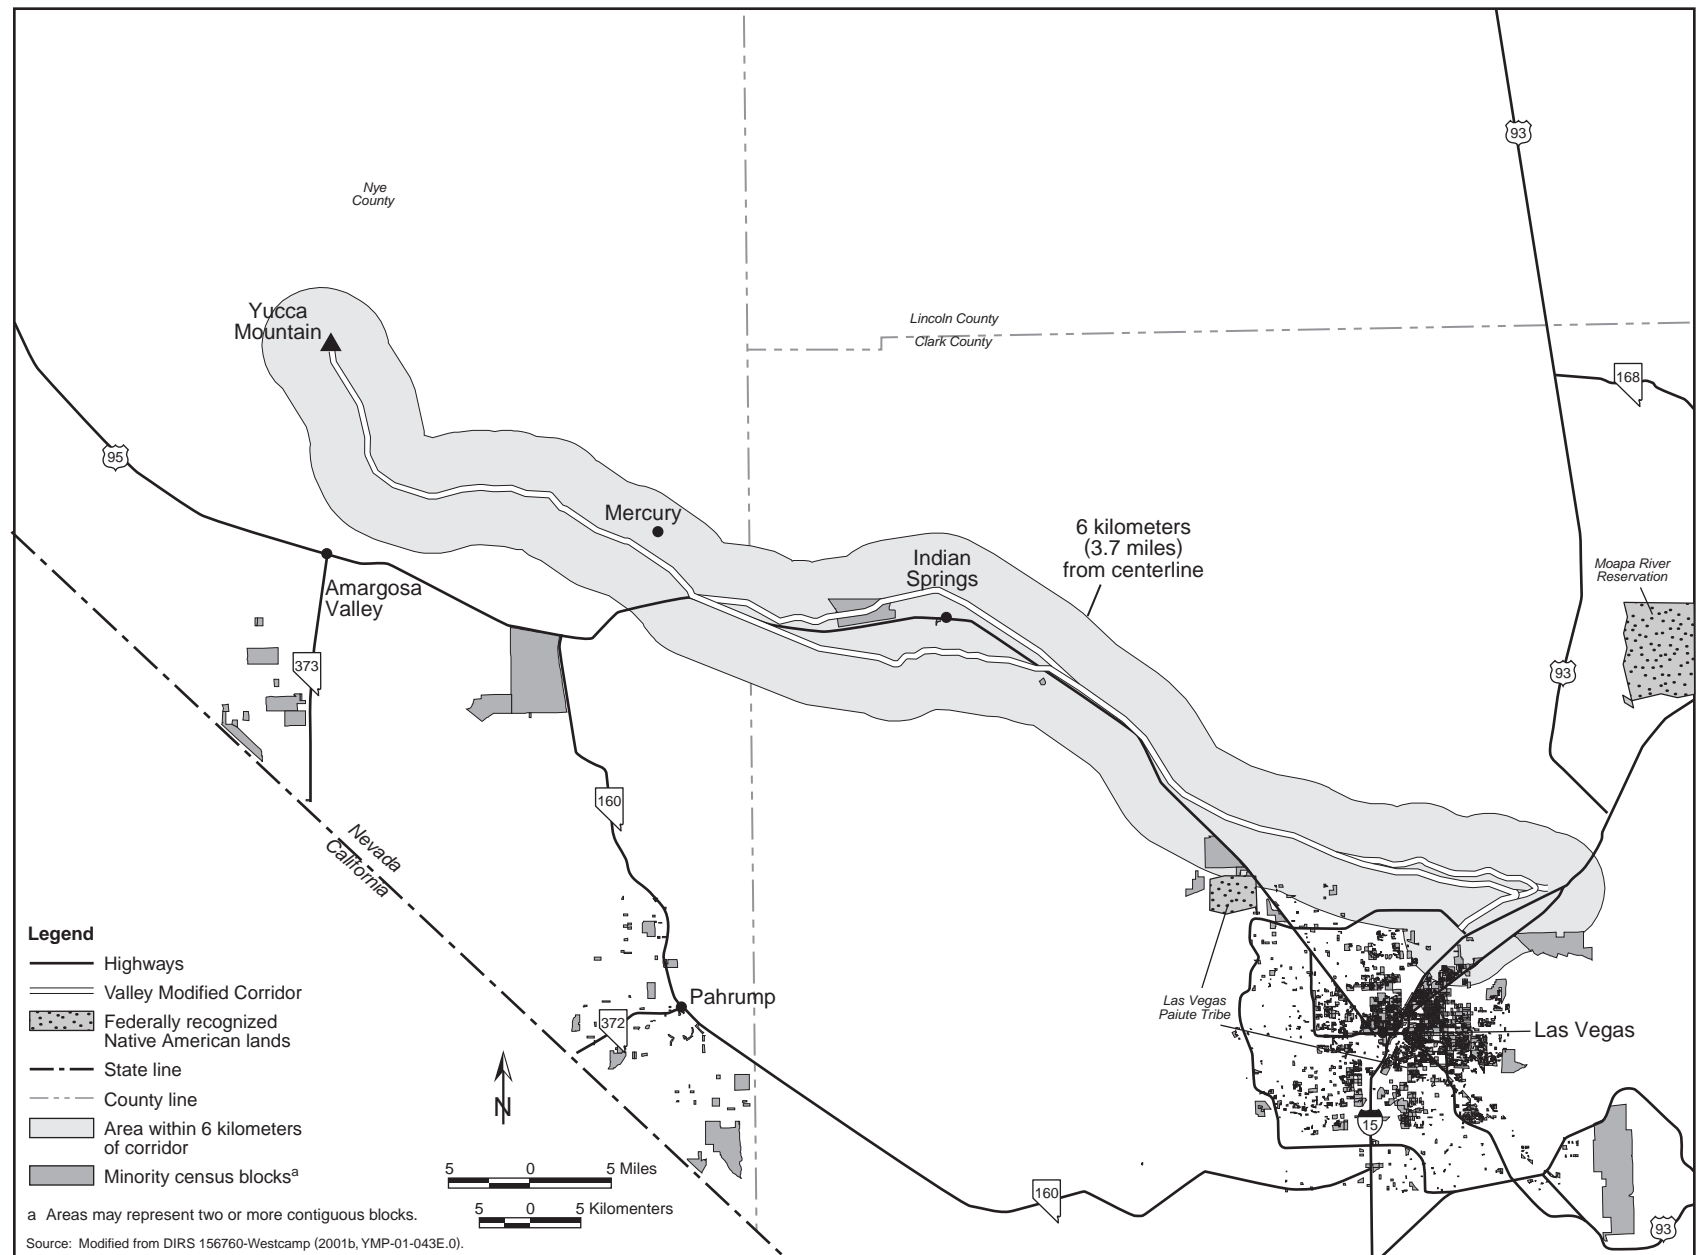 93
Nye
County
Yucca
Mountain
Lincoln County
Clark County
168
95
Mercury
6 kilometers
(3.7 miles)
from centerline
Indian
Springs
Moapa River
Reservation
Amargosa
Valley
373
93
160
Nevada
California
Legend
Highways
Valley Modified Corridor
Federally recognized
Native American lands
State line
County line
Area within 6 kilometers
of corridor
Minority census blocksa
a Areas may represent two or more contiguous blocks.
Source: Modified from DIRS 156760-Westcamp (2001b, YMP-01-043E.0).
Pahrump
372
N
5 0 5 Miles
5 0 5 Kilomenters
Las Vegas
Paiute Tribe
Las Vegas
15
160
93